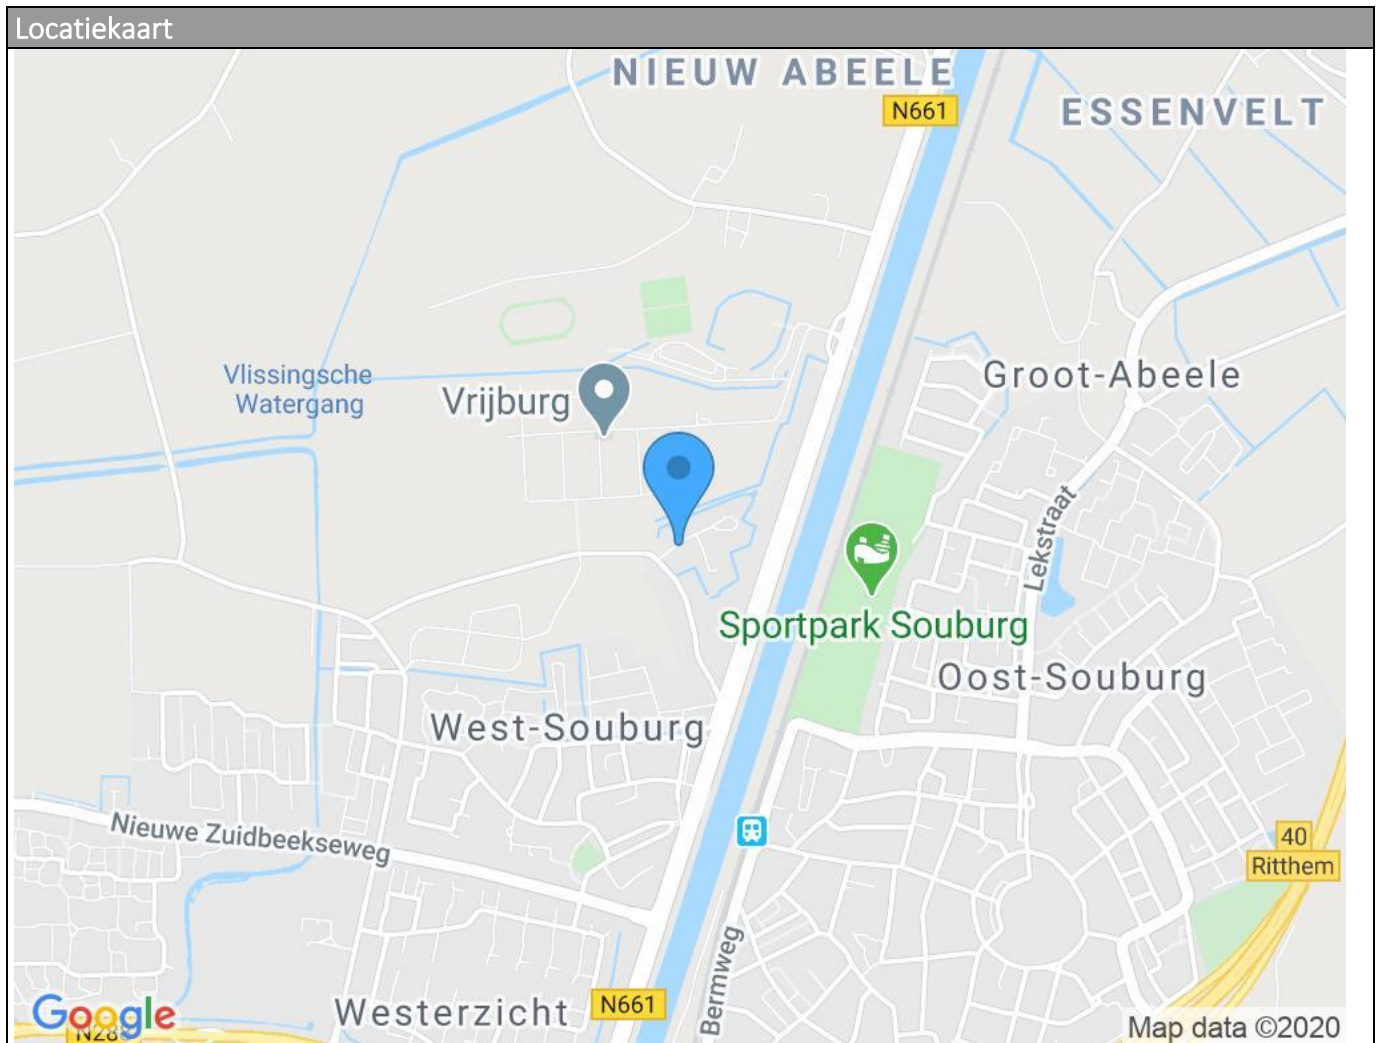 Locatiekaart
NIEUW ABEELE
N661
ESSENVELT
Vlissingsche
Watergang
Vrijburg
Groot-Abeele
Lekstraat
Sportpark Souburg
Oost-Souburg
West-Souburg
Nieuwe Zuidbeekseweg
40
Ritthem
Bermweg
Westerzicht
N661
Google
Map data ©2020